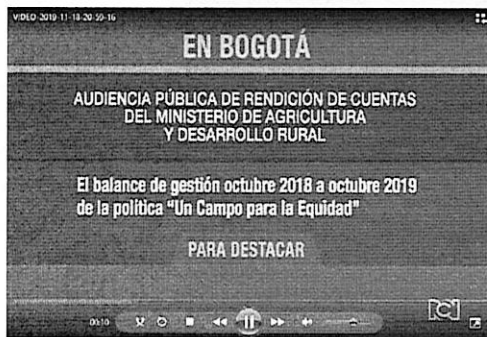 VIDEO-2019-11-18-20-59-16
EN BOGOTÁ
AUDIENCIA PÚBLICA DE RENDICIÓN DE CUENTAS
DEL MINISTERIO DE AGRICULTURA
Y DESARROLLO RURAL
El balance de gestión octubre 2018 a octubre 2019
de la política "Un Campo para la Equidad"
PARA DESTACAR
[C]
00:10